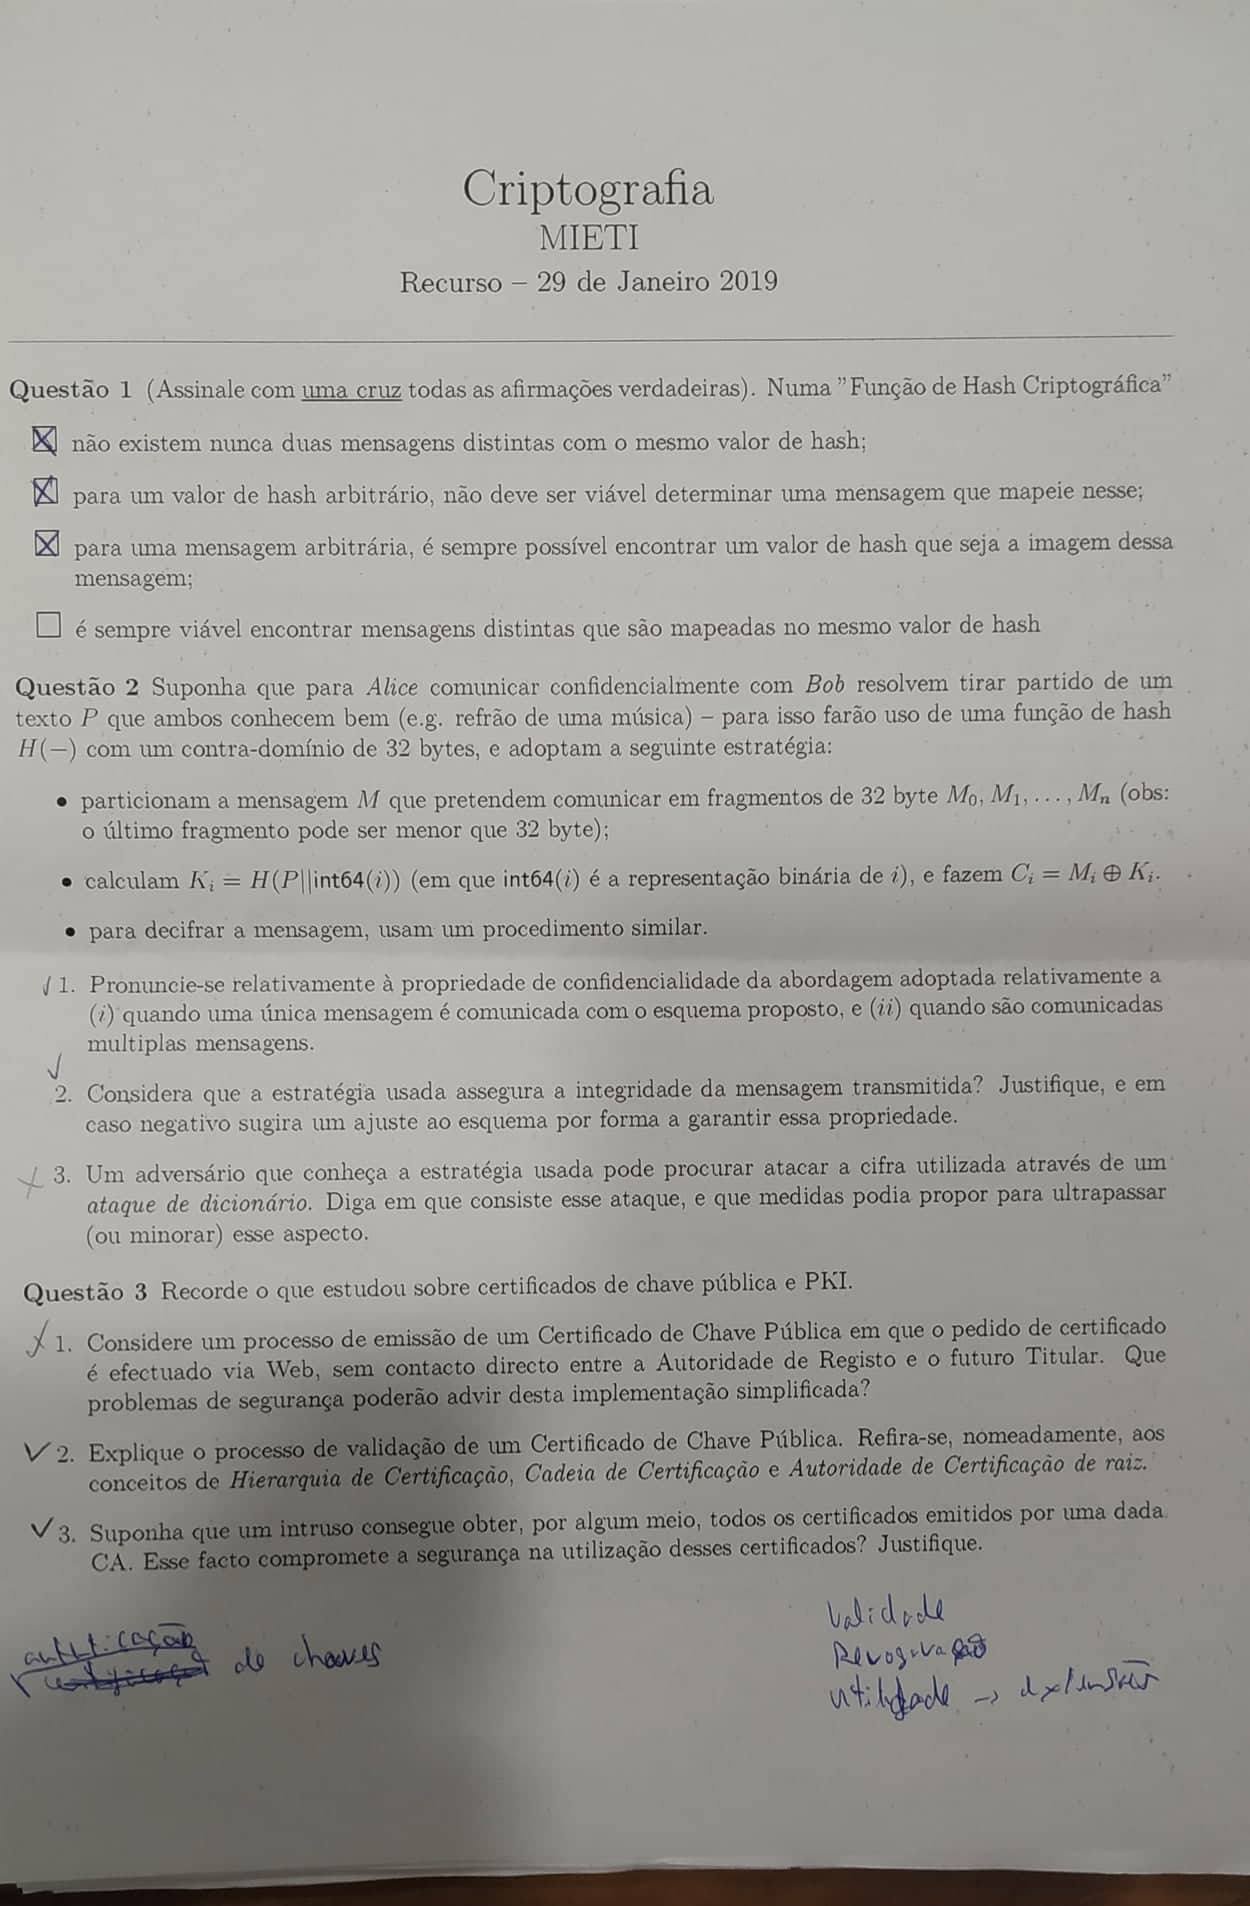 Criptografia
MIETI
Recurso – 29 de Janeiro 2019
Questão 1 (Assinale com uma cruz todas as afirmações verdadeiras). Numa "Função de Hash Criptográfica"
☒ não existem nunca duas mensagens distintas com o mesmo valor de hash;
☒ para um valor de hash arbitrário, não deve ser viável determinar uma mensagem que mapeie nesse;
☒ para uma mensagem arbitrária, é sempre possível encontrar um valor de hash que seja a imagem dessa
mensagem;
☐ é sempre viável encontrar mensagens distintas que são mapeadas no mesmo valor de hash
Questão 2 Suponha que para Alice comunicar confidencialmente com Bob resolvem tirar partido de um
texto P que ambos conhecem bem (e.g. refrão de uma música) – para isso farão uso de uma função de hash
H(−) com um contra-domínio de 32 bytes, e adoptam a seguinte estratégia:
• particionam a mensagem M que pretendem comunicar em fragmentos de 32 byte M₀, M₁, . . . , Mₙ (obs:
o último fragmento pode ser menor que 32 byte);
• calculam Kᵢ = H(P||int64(i)) (em que int64(i) é a representação binária de i), e fazem Cᵢ = Mᵢ ⊕ Kᵢ.
• para decifrar a mensagem, usam um procedimento similar.
√ 1. Pronuncie-se relativamente à propriedade de confidencialidade da abordagem adoptada relativamente a
(i) quando uma única mensagem é comunicada com o esquema proposto, e (ii) quando são comunicadas
multiplas mensagens.
√
2. Considera que a estratégia usada assegura a integridade da mensagem transmitida? Justifique, e em
caso negativo sugira um ajuste ao esquema por forma a garantir essa propriedade.
3. Um adversário que conheça a estratégia usada pode procurar atacar a cifra utilizada através de um
ataque de dicionário. Diga em que consiste esse ataque, e que medidas podia propor para ultrapassar
(ou minorar) esse aspecto.
Questão 3 Recorde o que estudou sobre certificados de chave pública e PKI.
1. Considere um processo de emissão de um Certificado de Chave Pública em que o pedido de certificado
é efectuado via Web, sem contacto directo entre a Autoridade de Registo e o futuro Titular. Que
problemas de segurança poderão advir desta implementação simplificada?
√ 2. Explique o processo de validação de um Certificado de Chave Pública. Refira-se, nomeadamente, aos
conceitos de Hierarquia de Certificação, Cadeia de Certificação e Autoridade de Certificação de raiz.
√ 3. Suponha que um intruso consegue obter, por algum meio, todos os certificados emitidos por uma dada
CA. Esse facto compromete a segurança na utilização desses certificados? Justifique.
Validade
de chaves
utilidade →